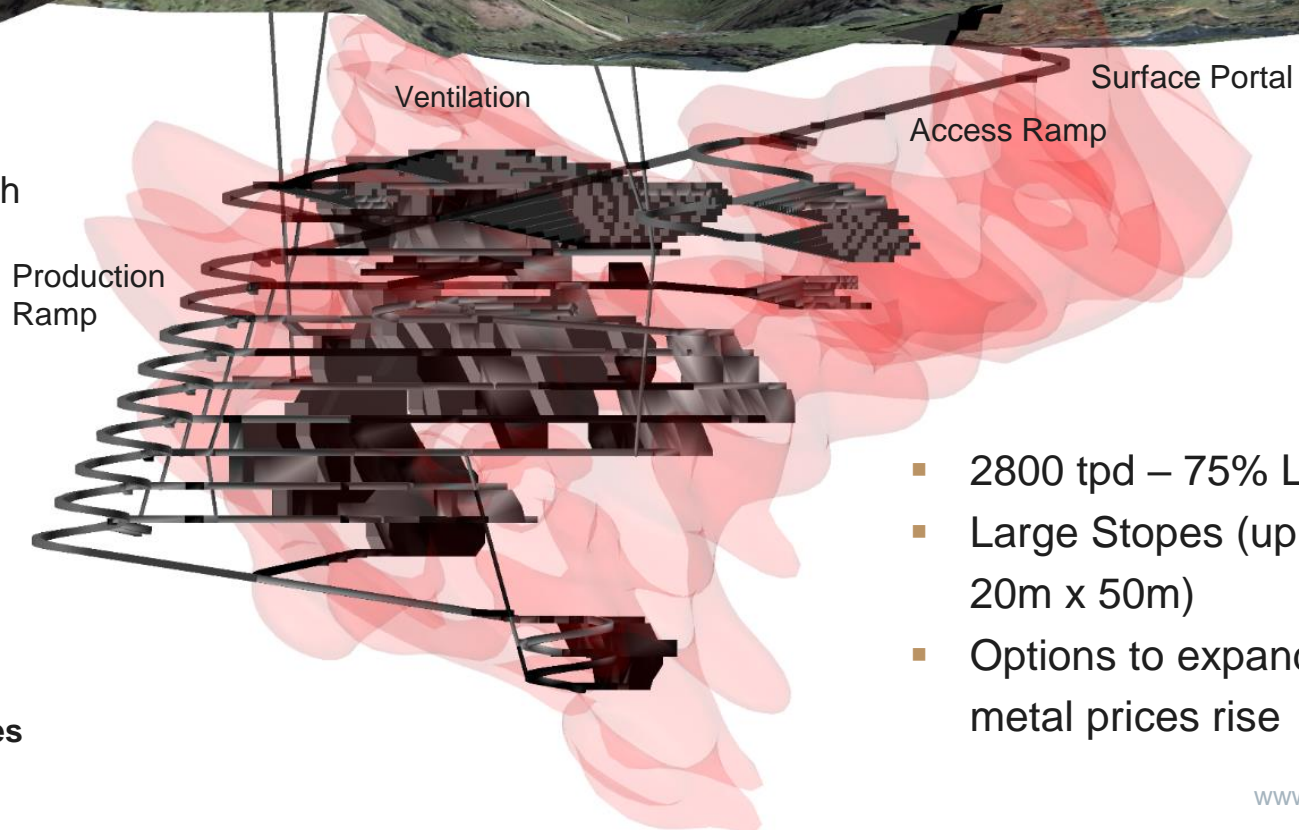 Surface Portal
Ventilation
Access Ramp
h
Production
Ramp
▪ 2800 tpd – 75% L
▪ Large Stopes (up
20m x 50m)
▪ Options to expand
metal prices rise
es
www